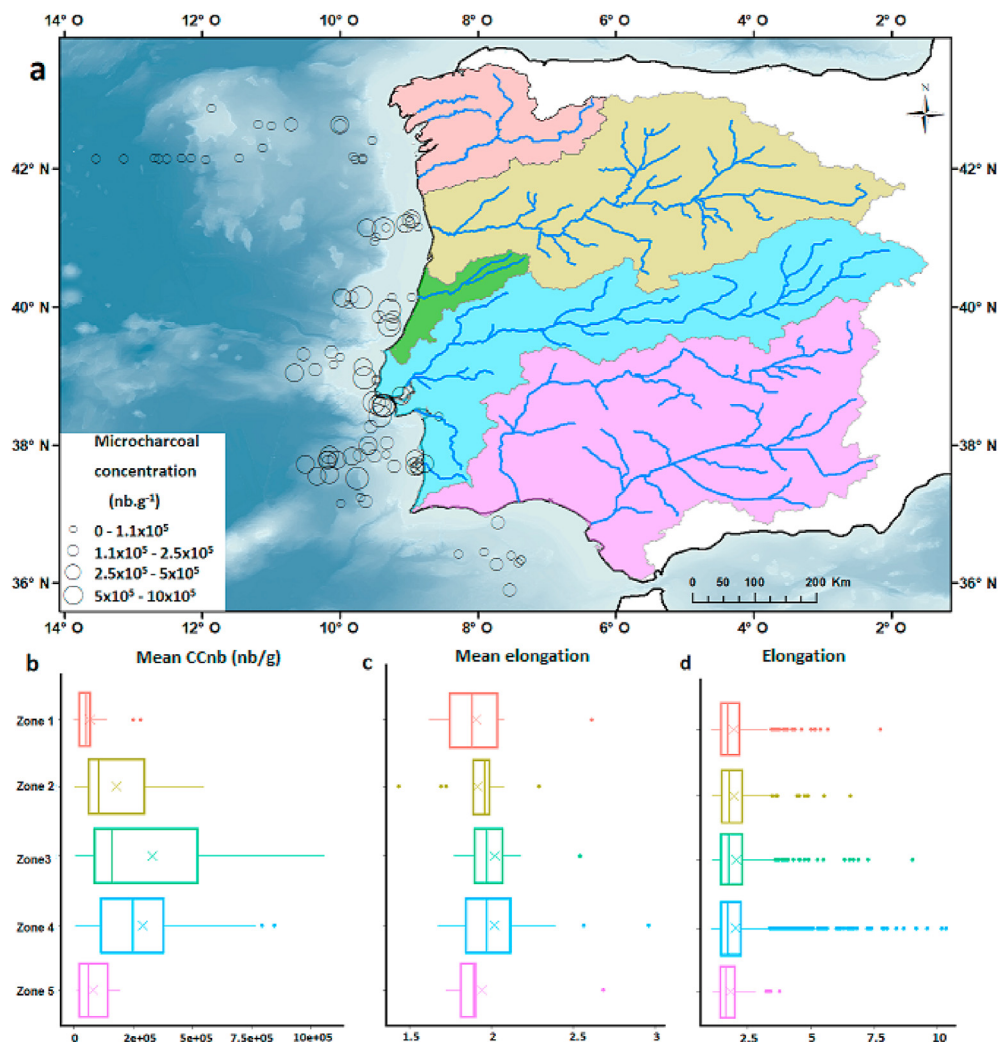 14° O 12° O 10° O 8° O 6° O 4° O 2° O
a
N
42° N 42° N
40° N 40° N
38° N 38° N
36° N 36° N
Microcharcoal
concentration
(nb.g⁻¹)
0 - 1.1x10⁵
1.1x10⁵ - 2.5x10⁵
2.5x10⁵ - 5x10⁵
5x10⁵ - 10x10⁵
0 50 100 200 Km
14° O 12° O 10° O 8° O 6° O 4° O 2° O
b Mean CCnb (nb/g)
c Mean elongation
d Elongation
Zone 1
Zone 2
Zone3
Zone 4
Zone 5
0 2e+05 5e+05 7e+05 10e+05
1.5 2 2.5 3
2.5 5 7.5 10